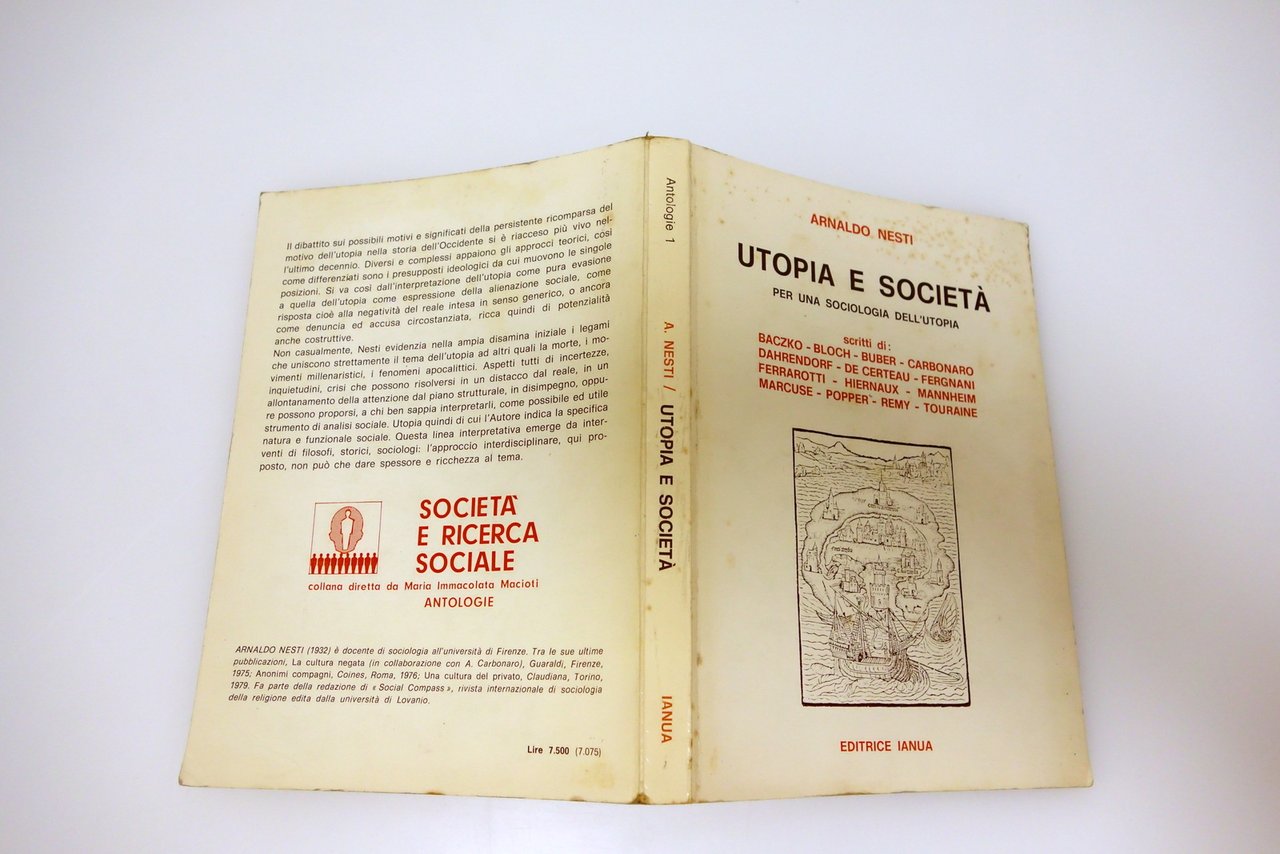 Il dibattito sui possibili motivi e significati della persistente ricomparsa del
motivo dell'utopia nella storia dell'Occidente si è riacceso più vivo nel-
l'ultimo decennio. Diversi e complessi appaiono gli approcci teorici, così
come differenziati sono i presupposti ideologici da cui muovono le singole
posizioni. Si va così dall'interpretazione dell'utopia come pura evasione
a quella dell'utopia come espressione della alienazione sociale, come
risposta cioè alla negatività del reale intesa in senso generico, o ancora
come denuncia ed accusa circostanziata, ricca quindi di potenzialità
anche costruttive.
Non casualmente, Nesti evidenzia nella ampia disamina iniziale i legami
che uniscono strettamente il tema dell'utopia ad altri quali la morte, i mo-
vimenti millenaristici, i fenomeni apocalittici. Aspetti tutti di incertezze,
inquietudini, crisi che possono risolversi in un distacco dal reale, in un
allontanamento della attenzione dal piano strutturale, in disimpegno, oppu-
re possono proporsi, a chi ben sappia interpretarli, come possibile ed utile
strumento di analisi sociale. Utopia quindi di cui l'Autore indica la specifica
natura e funzionale sociale. Questa linea interpretativa emerge da inter-
venti di filosofi, storici, sociologi: l'approccio interdisciplinare, qui pro-
posto, non può che dare spessore e ricchezza al tema.
SOCIETÀ
E RICERCA
SOCIALE
collana diretta da Maria Immacolata Macioti
ANTOLOGIE
ARNALDO NESTI (1932) è docente di sociologia all'università di Firenze. Tra le sue ultime
pubblicazioni, La cultura negata (in collaborazione con A. Carbonaro), Guaraldi, Firenze,
1975; Anonimi compagni, Coines, Roma, 1976; Una cultura del privato, Claudiana, Torino,
1979. Fa parte della redazione di « Social Compass », rivista internazionale di sociologia
della religione edita dalla università di Lovanio.
Lire 7.500 (7.075)
Antologie 1
A. NESTI / UTOPIA E SOCIETÀ
IANUA
ARNALDO NESTI
UTOPIA E SOCIETÀ
PER UNA SOCIOLOGIA DELL'UTOPIA
scritti di:
BACZKO - BLOCH - BUBER - CARBONARO
DAHRENDORF - DE CERTEAU - FERGNANI
FERRAROTTI - HIERNAUX - MANNHEIM
MARCUSE - POPPER - REMY - TOURAINE
EDITRICE IANUA